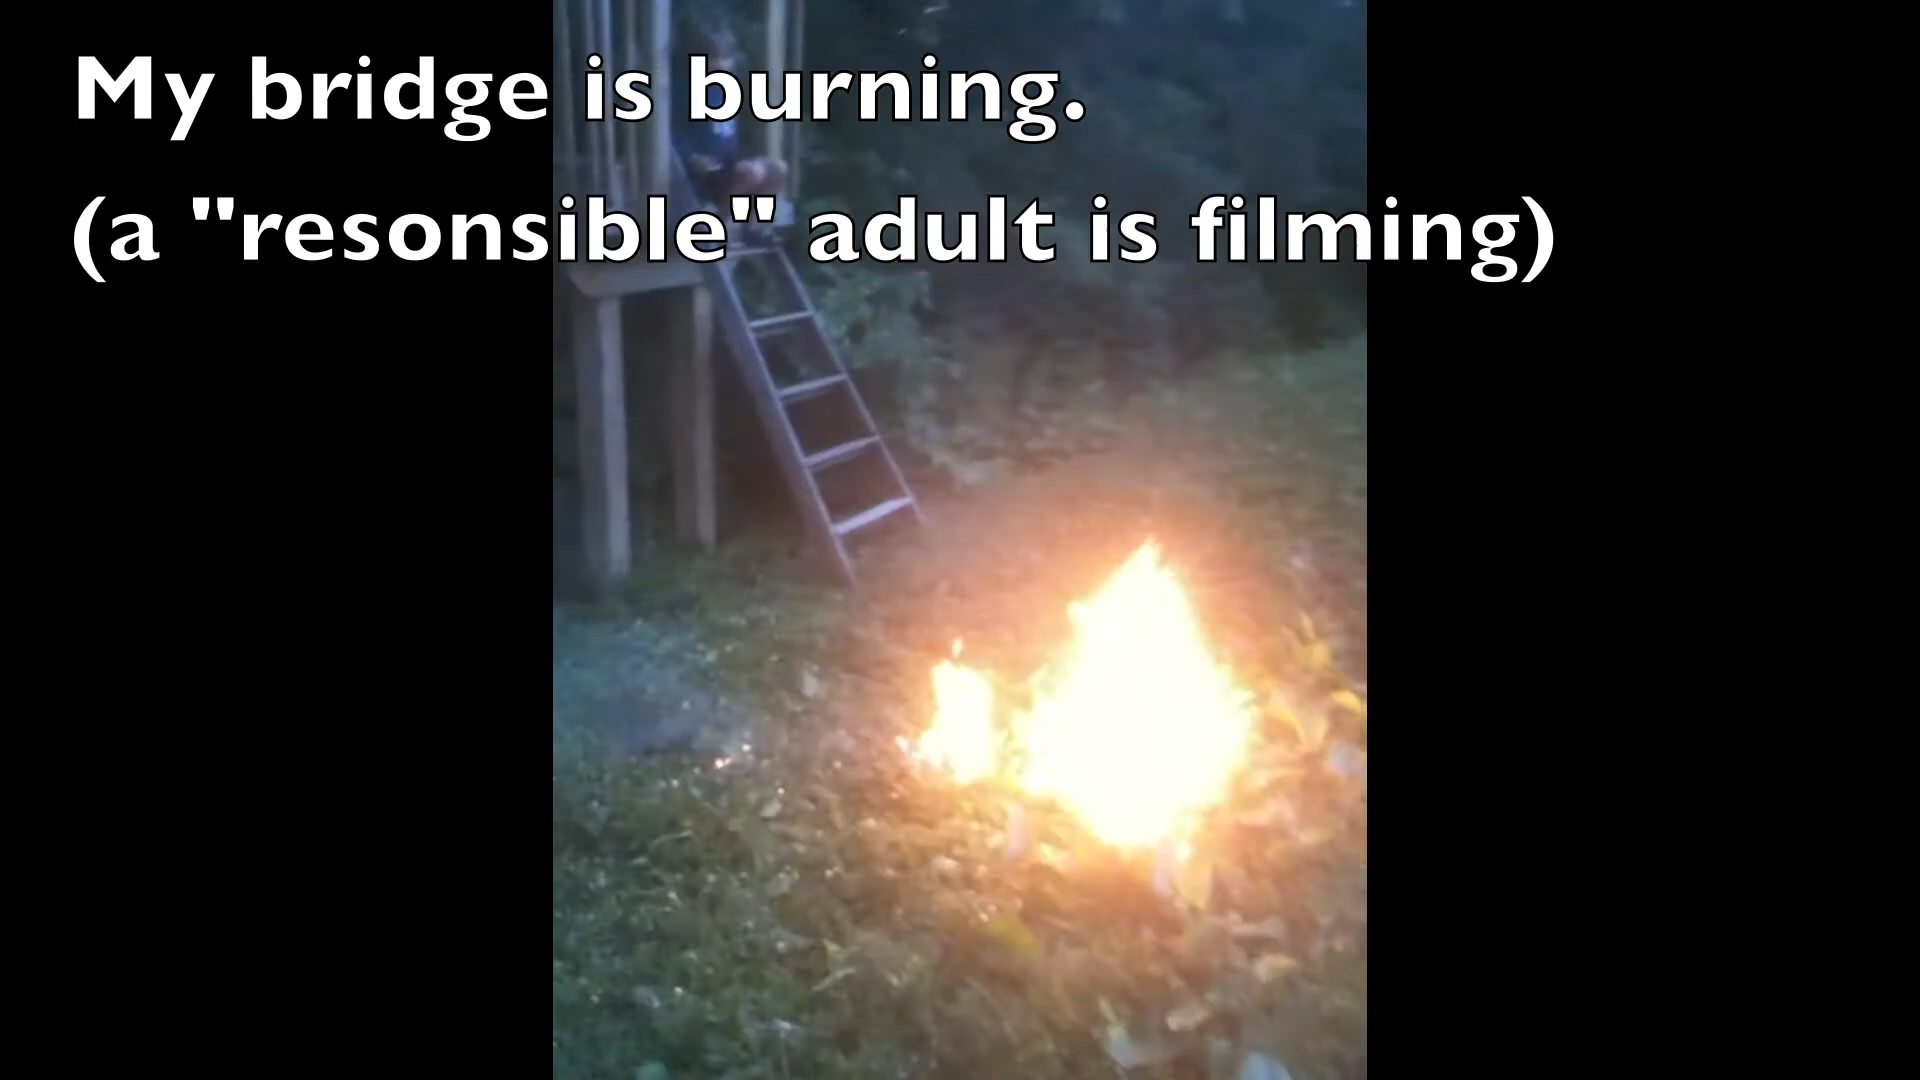 My bridge is burning.
(a "resonsible" adult is filming)